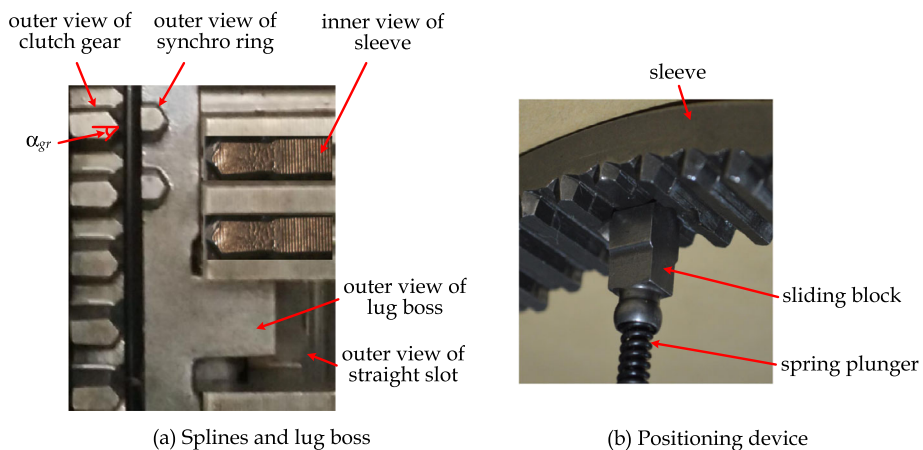 outer view of
clutch gear
outer view of
synchro ring
inner view of
sleeve
αgr
outer view of
lug boss
outer view of
straight slot
(a) Splines and lug boss
sleeve
sliding block
spring plunger
(b) Positioning device